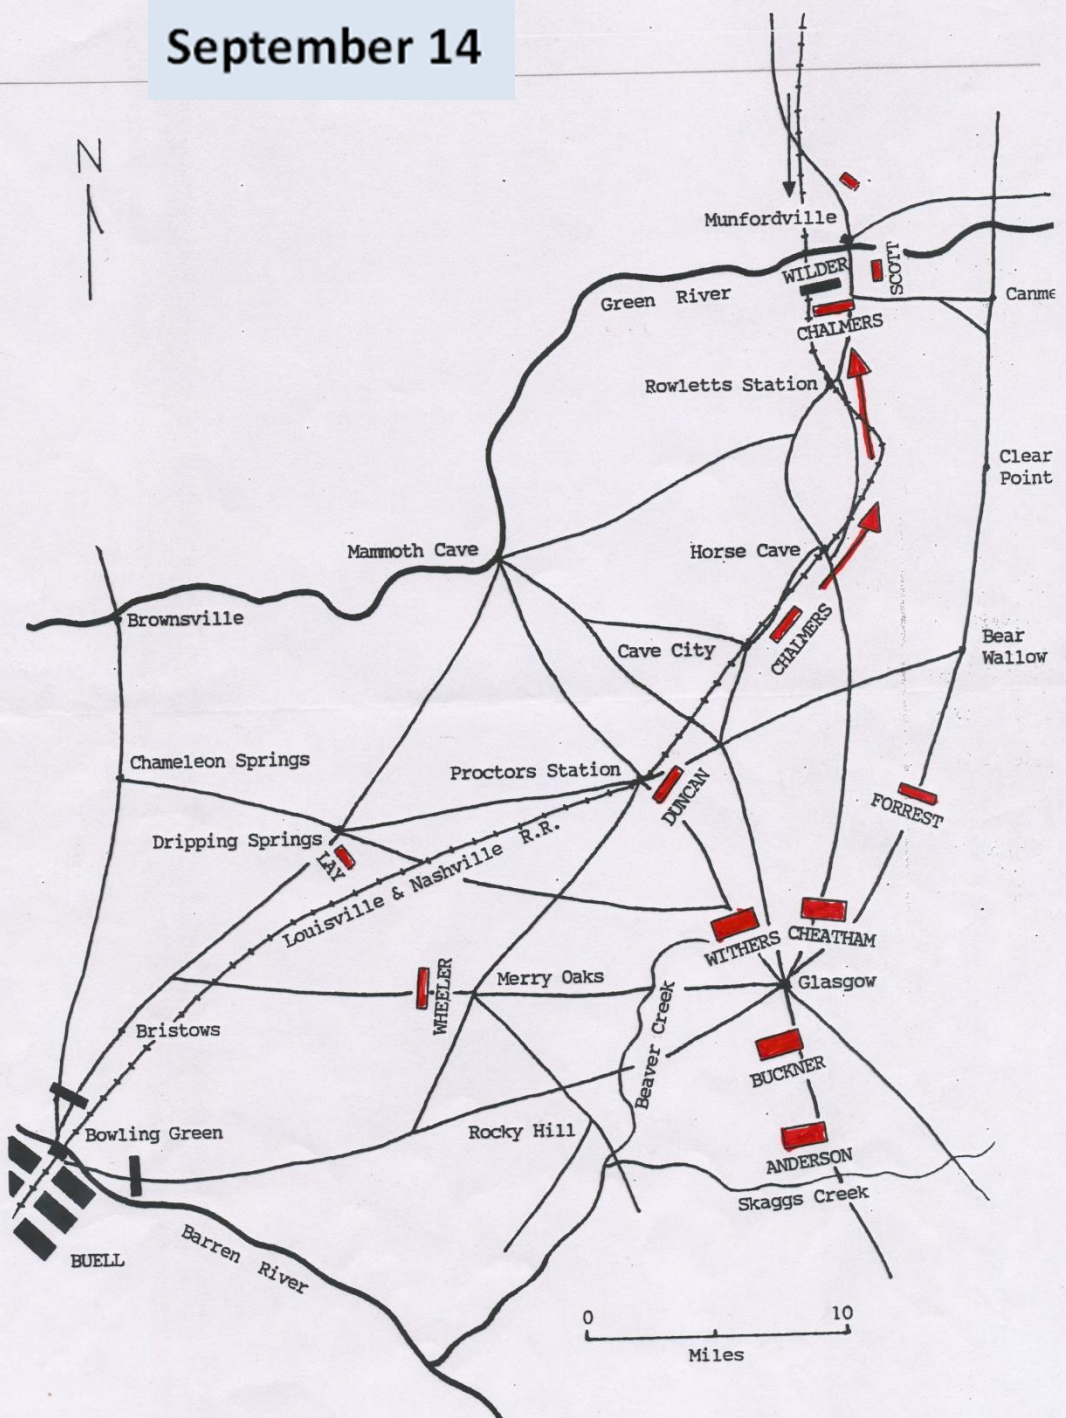 September 14
N
Munfordville
SCOTT
WILDER
Green River
Canme
CHALMERS
Rowletts Station
Clear
Point
Mammoth Cave
Horse Cave
Brownsville
CHALMERS
Cave City
Bear
Wallow
Chameleon Springs
Proctors Station
DUNCAN
FORREST
Dripping Springs
LAY
Louisville & Nashville R.R.
WITHERS
CHEATHAM
WHEELER
Merry Oaks
Glasgow
Beaver Creek
Bristows
BUCKNER
Bowling Green
Rocky Hill
ANDERSON
Skaggs Creek
BUELL
Barren River
0
10
Miles